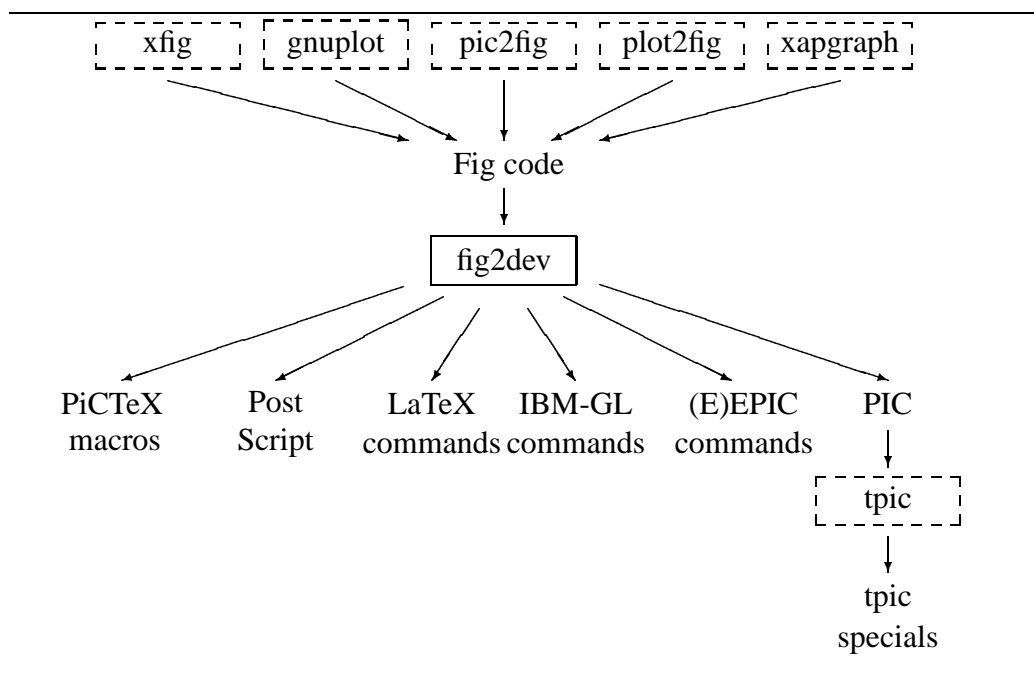 xfig gnuplot pic2fig plot2fig xapgraph
Fig code
fig2dev
PiCTeX Post LaTeX IBM-GL (E)EPIC PIC
macros Script commands commands commands
tpic
tpic
specials